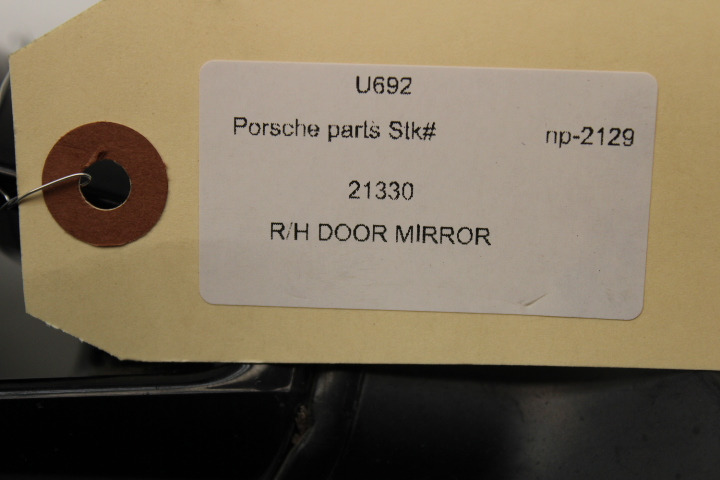 U692
Porsche parts Stk# np-2129
21330
R/H DOOR MIRROR